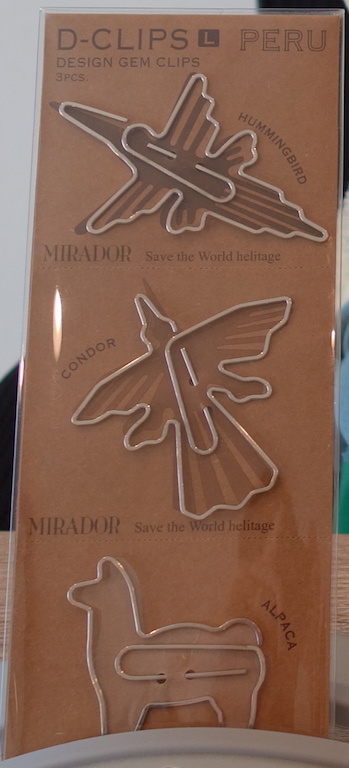 D-CLIPS L PERU
DESIGN GEM CLIPS
3PCS.
HUMMINGBIRD
MIRADOR Save the World helitage
CONDOR
MIRADOR Save the World helitage
ALPACA